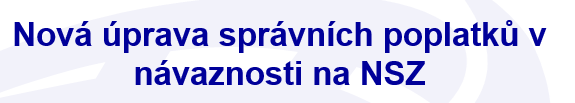 Nová úprava správních poplatků v
návaznosti na NSZ